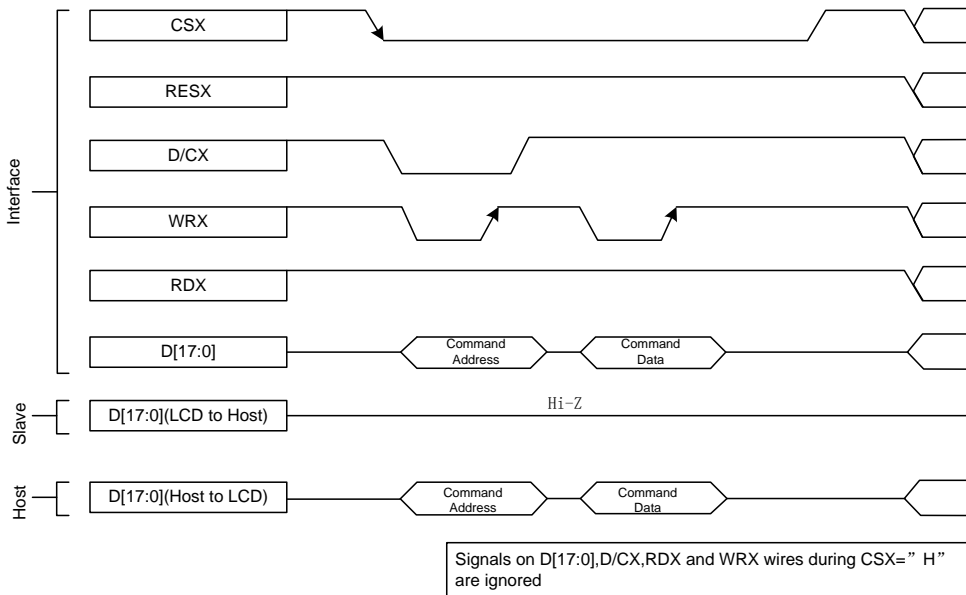 Interface
CSX
RESX
D/CX
WRX
RDX
D[17:0]
Command
Address
Command
Data
Slave
D[17:0](LCD to Host)
Hi-Z
Host
D[17:0](Host to LCD)
Command
Address
Command
Data
Signals on D[17:0],D/CX,RDX and WRX wires during CSX=” H”
are ignored